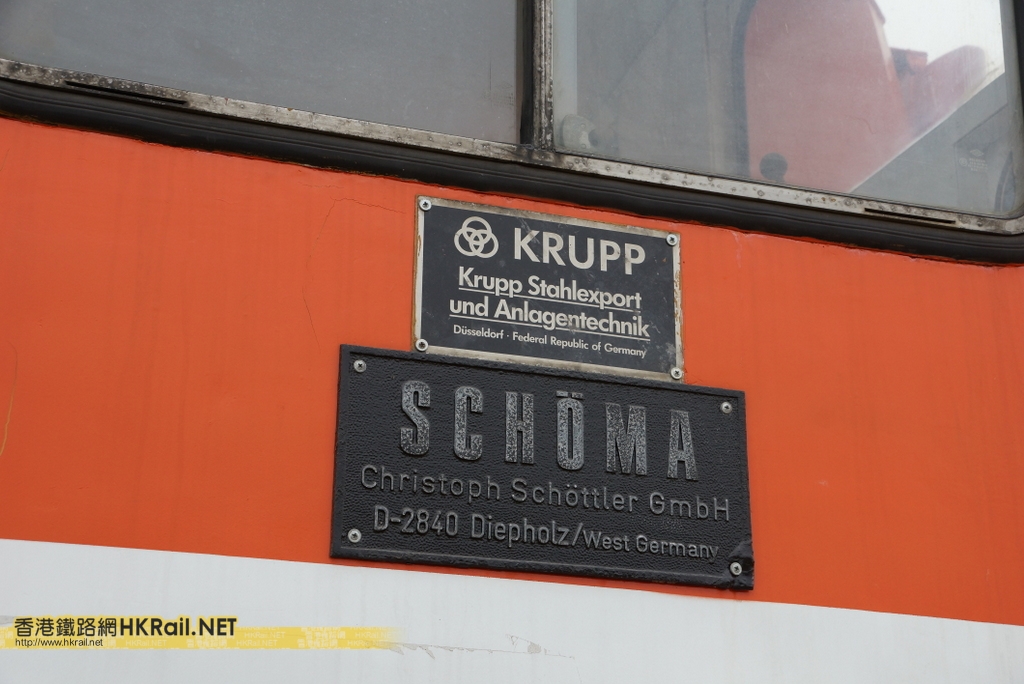 KRUPP
Krupp Stahlexport
und Anlagentechnik
Düsseldorf · Federal Republic of Germany
SCHÖMA
Christoph Schöttler GmbH
D-2840 Diepholz/West Germany
香港鐵路網HKRail.NET
http://www.hkrail.net